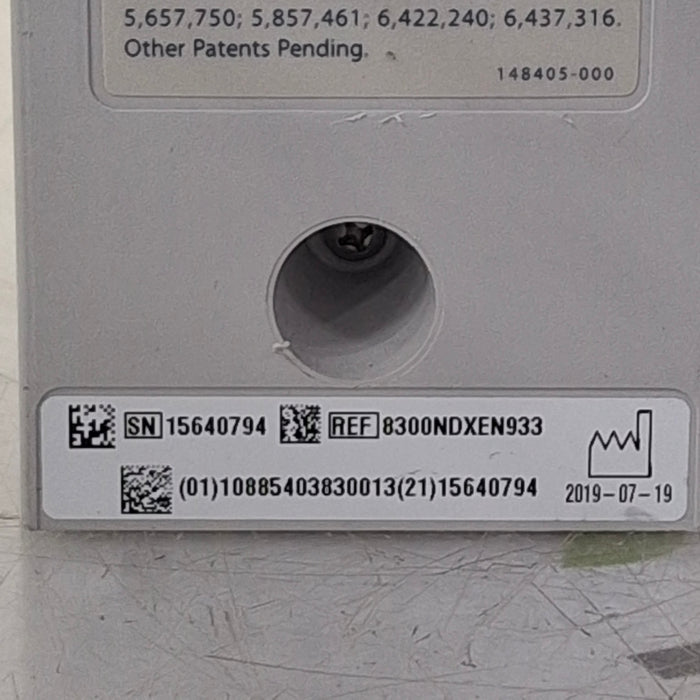 5,657,750; 5,857,461; 6,422,240; 6,437,316.
Other Patents Pending.
148405-000
SN 15640794 REF 8300NDXEN933
(01)10885403830013(21)15640794
2019-07-19